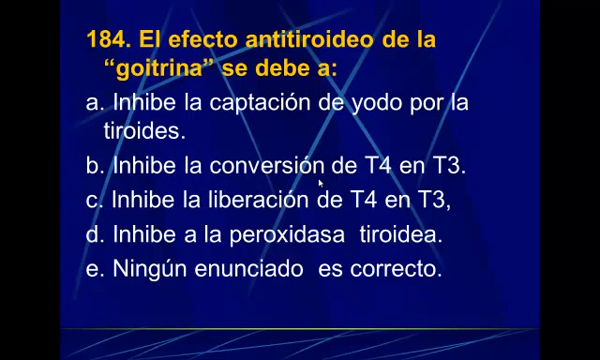 184. El efecto antitiroideo de la
“goitrina” se debe a:
a. Inhibe la captación de yodo por la
tiroides.
b. Inhibe la conversión de T4 en T3.
c. Inhibe la liberación de T4 en T3,
d. Inhibe a la peroxidasa tiroidea.
e. Ningún enunciado es correcto.